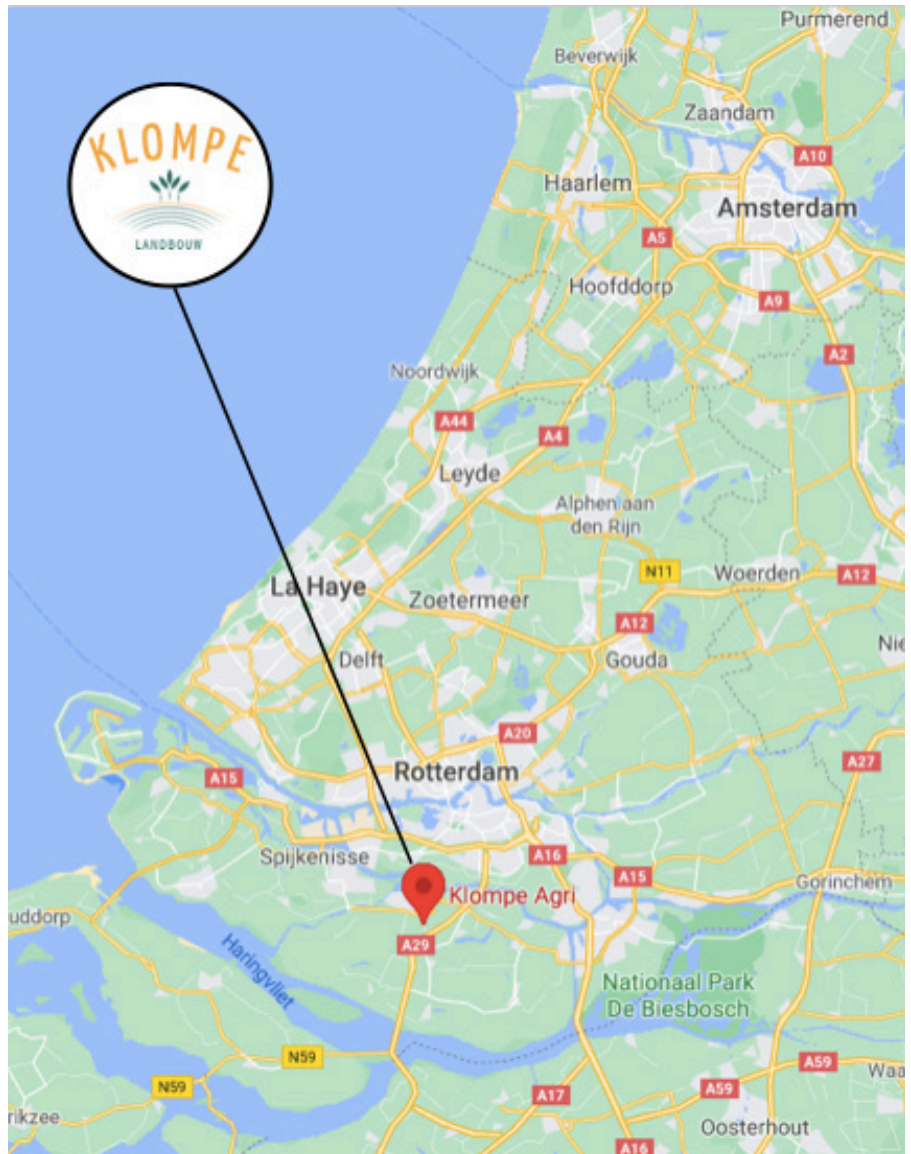 Purmerend
Beverwijk
Zaandam
KLOMPE
LANDBOUW
A10
Haarlem
Amsterdam
A5
Hoofddorp
A9
A2
Noordwijk
A44
A4
Leyde
Alphen aan
den Rijn
N11
Woerden
A12
La Haye
Zoetermeer
A12
Delft
Gouda
Nie
A20
Rotterdam
A27
A15
Spijkenisse
A16
A15
Gorinchem
Klompe Agri
uddorp
A29
Haringvliet
Nationaal Park
De Biesbosch
N59
N59
A59
Waa
A17
A59
rikzee
Oosterhout
A16